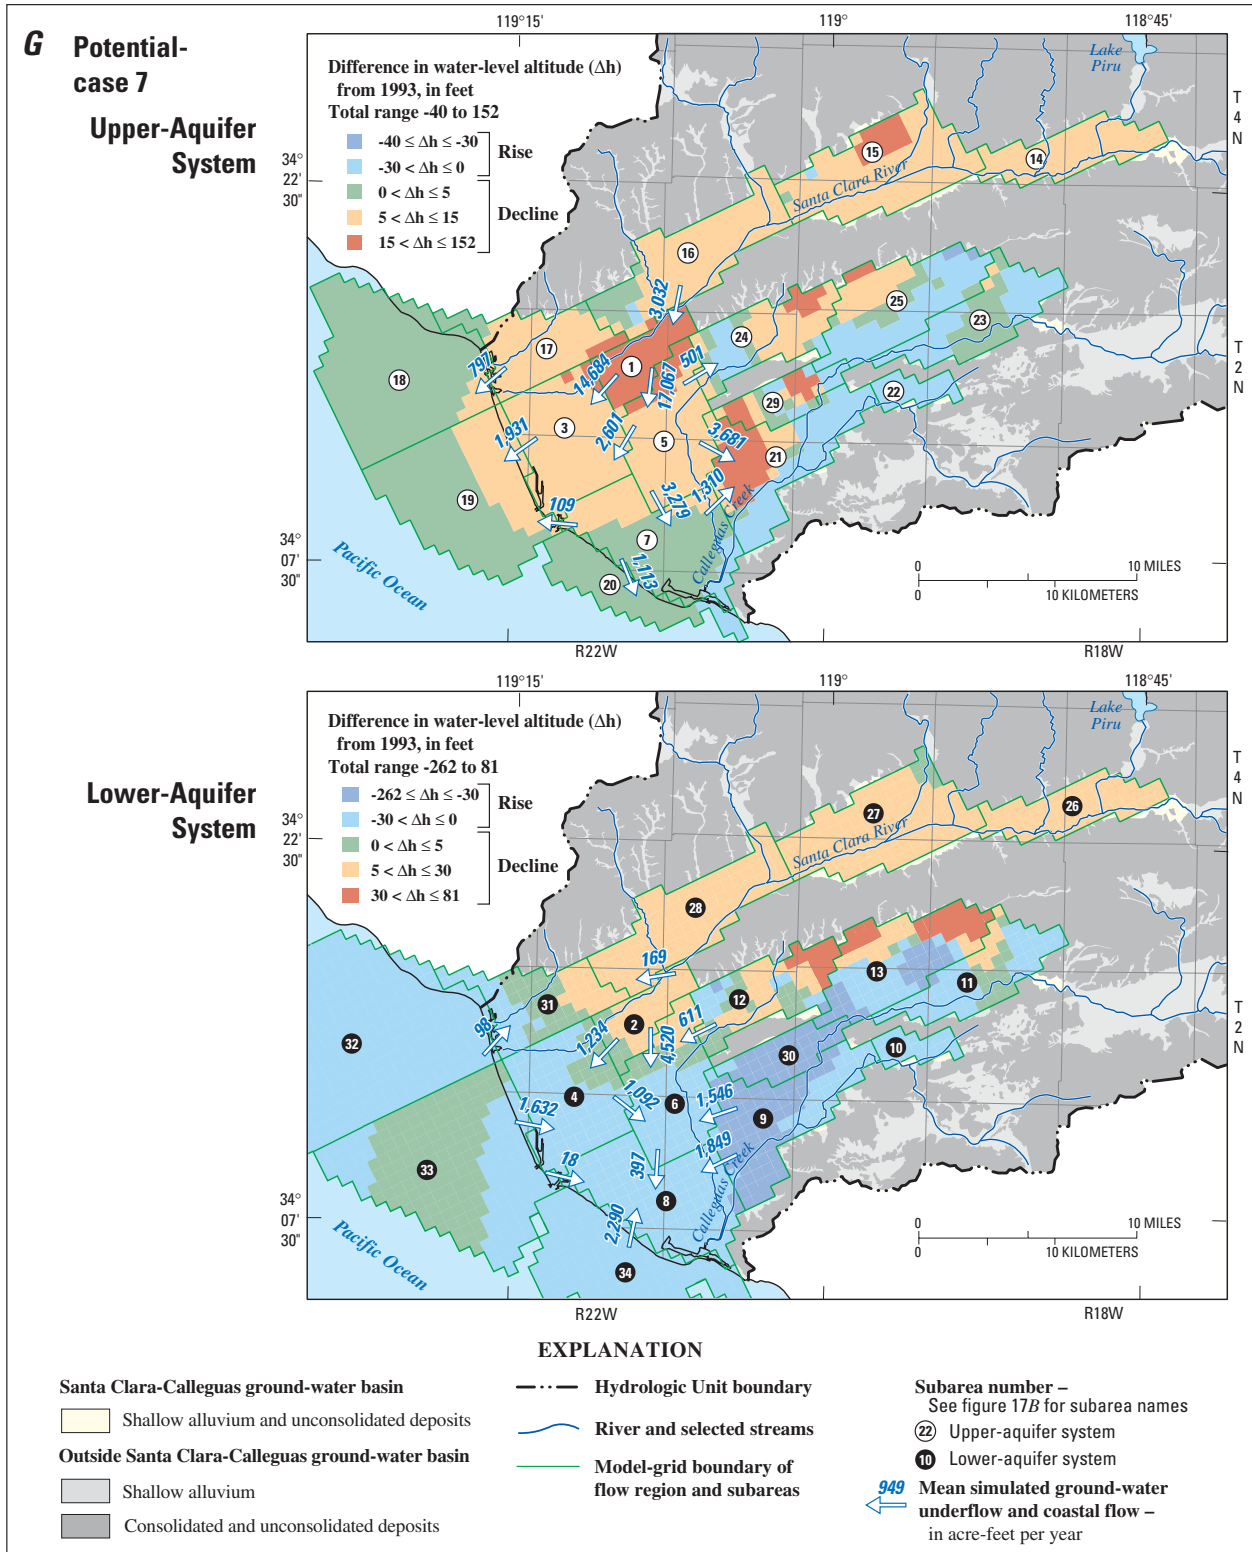 G Potential-
case 7
Upper-Aquifer
System
119°15'
119°
118°45'
Difference in water-level altitude (Δh)
from 1993, in feet
Total range -40 to 152
-40 ≤ Δh ≤ -30
-30 < Δh ≤ 0
Rise
0 < Δh ≤ 5
5 < Δh ≤ 15
15 < Δh ≤ 152
Decline
Lake
Piru
T
4
N
34°
22'
30"
15
14
Santa Clara River
16
3,032
25
23
24
17
797
18
14,684
1
17,067
501
T
2
N
22
29
3
1,931
2,601
5
3,681
21
19
109
3,279
1,310
7
Calleguas Creek
1,113
20
34°
07'
30"
Pacific Ocean
0 10 MILES
0 10 KILOMETERS
R22W
R18W
Lower-Aquifer
System
119°15'
119°
118°45'
Difference in water-level altitude (Δh)
from 1993, in feet
Total range -262 to 81
-262 ≤ Δh ≤ -30
-30 < Δh ≤ 0
Rise
0 < Δh ≤ 5
5 < Δh ≤ 30
30 < Δh ≤ 81
Decline
Lake
Piru
T
4
N
34°
22'
30"
27
26
Santa Clara River
28
169
13
11
12
31
98
32
2
1,234
4,520
611
T
2
N
10
30
4
1,632
1,092
6
1,546
9
18
397
1,849
33
8
Calleguas Creek
2,290
34
34°
07'
30"
Pacific Ocean
0 10 MILES
0 10 KILOMETERS
R22W
R18W
EXPLANATION
Santa Clara-Calleguas ground-water basin
Shallow alluvium and unconsolidated deposits
Outside Santa Clara-Calleguas ground-water basin
Shallow alluvium
Consolidated and unconsolidated deposits
Hydrologic Unit boundary
River and selected streams
Model-grid boundary of
flow region and subareas
Subarea number –
See figure 17B for subarea names
22 Upper-aquifer system
10 Lower-aquifer system
949 Mean simulated ground-water
underflow and coastal flow –
in acre-feet per year